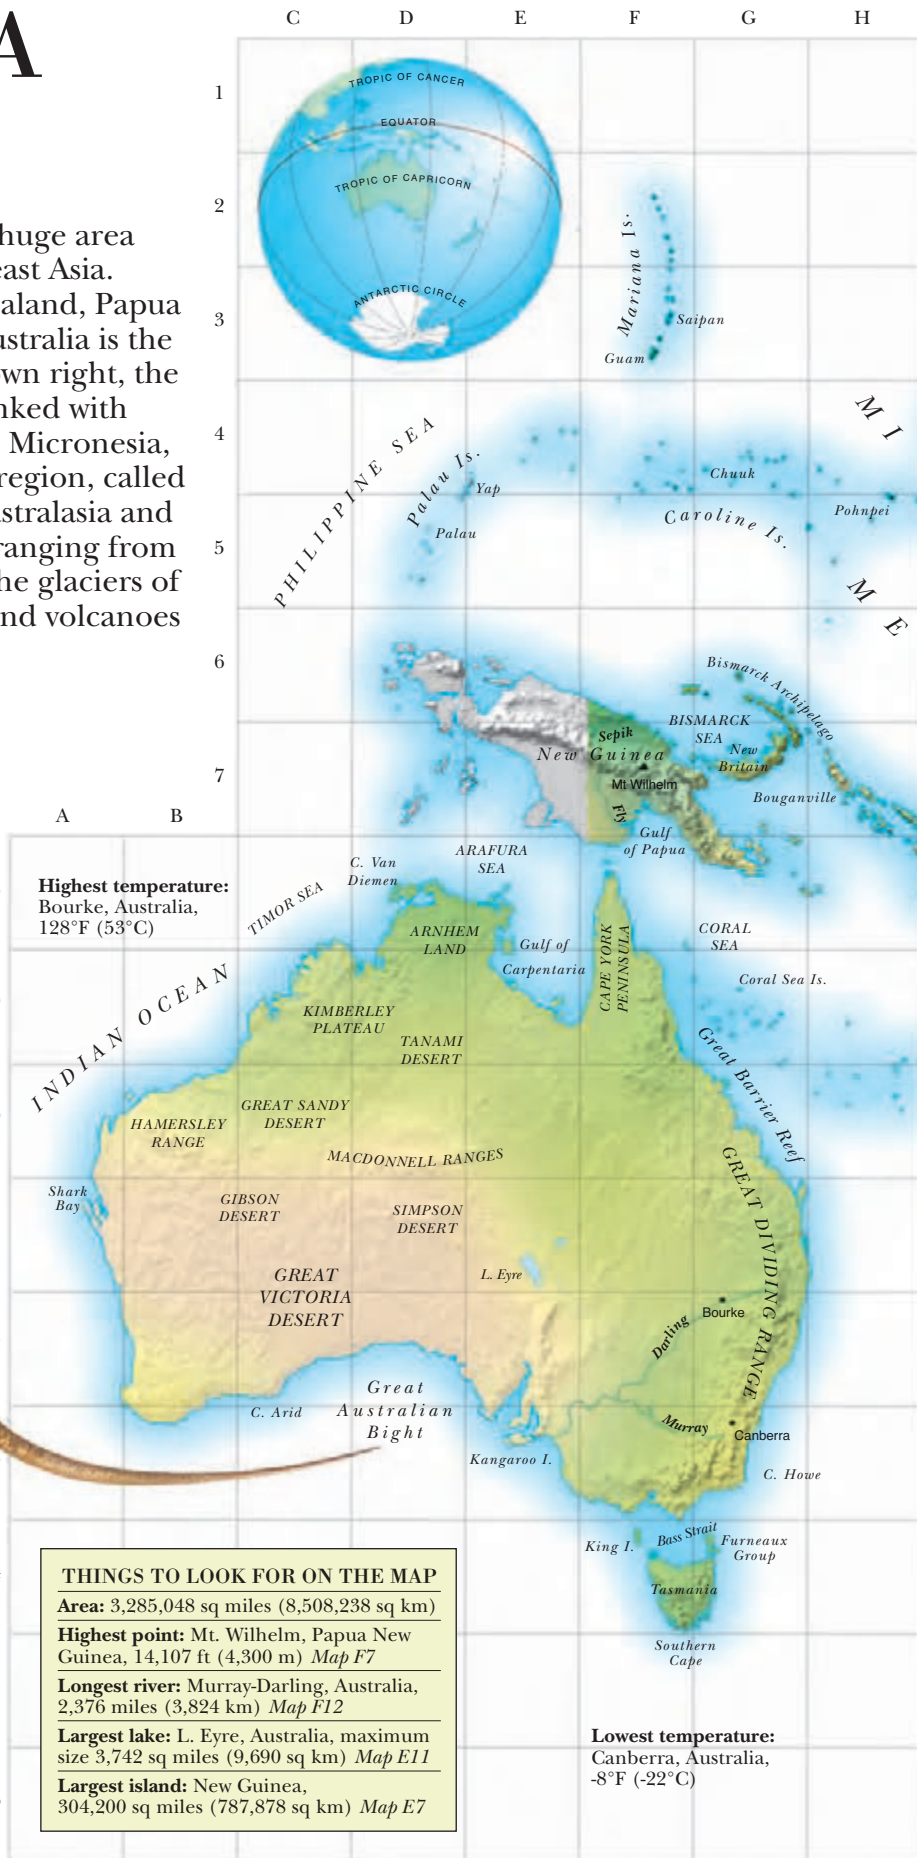 A
C D E F G H
huge area
east Asia.
aland, Papua
ustralia is the
own right, the
nked with
Micronesia,
region, called
ustralasia and
ranging from
he glaciers of
nd volcanoes
1
2
3
4
5
6
7
A B
TROPIC OF CANCER
EQUATOR
TROPIC OF CAPRICORN
ANTARCTIC CIRCLE
Mariana Is.
Saipan
Guam
M I
PHILIPPINE SEA
Palau Is.
Yap
Palau
Chuuk
Pohnpei
Caroline Is.
M E
Bismarck Archipelago
BISMARCK
SEA
Sepik
New Guinea
New
Britain
Mt Wilhelm
Bouganville
Fly
Gulf
of Papua
ARAFURA
SEA
C. Van
Diemen
TIMOR SEA
Highest temperature:
Bourke, Australia,
128°F (53°C)
ARNHEM
LAND
Gulf of
Carpentaria
CAPE YORK
PENINSULA
CORAL
SEA
Coral Sea Is.
INDIAN OCEAN
KIMBERLEY
PLATEAU
TANAMI
DESERT
Great Barrier Reef
GREAT SANDY
DESERT
HAMERSLEY
RANGE
MACDONNELL RANGES
Shark
Bay
GIBSON
DESERT
SIMPSON
DESERT
GREAT DIVIDING RANGE
GREAT
VICTORIA
DESERT
L. Eyre
Bourke
Darling
Great
Australian
Bight
C. Arid
Murray
Canberra
Kangaroo I.
C. Howe
King I.
Bass Strait
Furneaux
Group
Tasmania
Southern
Cape
THINGS TO LOOK FOR ON THE MAP
Area: 3,285,048 sq miles (8,508,238 sq km)
Highest point: Mt. Wilhelm, Papua New
Guinea, 14,107 ft (4,300 m) Map F7
Longest river: Murray-Darling, Australia,
2,376 miles (3,824 km) Map F12
Largest lake: L. Eyre, Australia, maximum
size 3,742 sq miles (9,690 sq km) Map E11
Largest island: New Guinea,
304,200 sq miles (787,878 sq km) Map E7
Lowest temperature:
Canberra, Australia,
-8°F (-22°C)